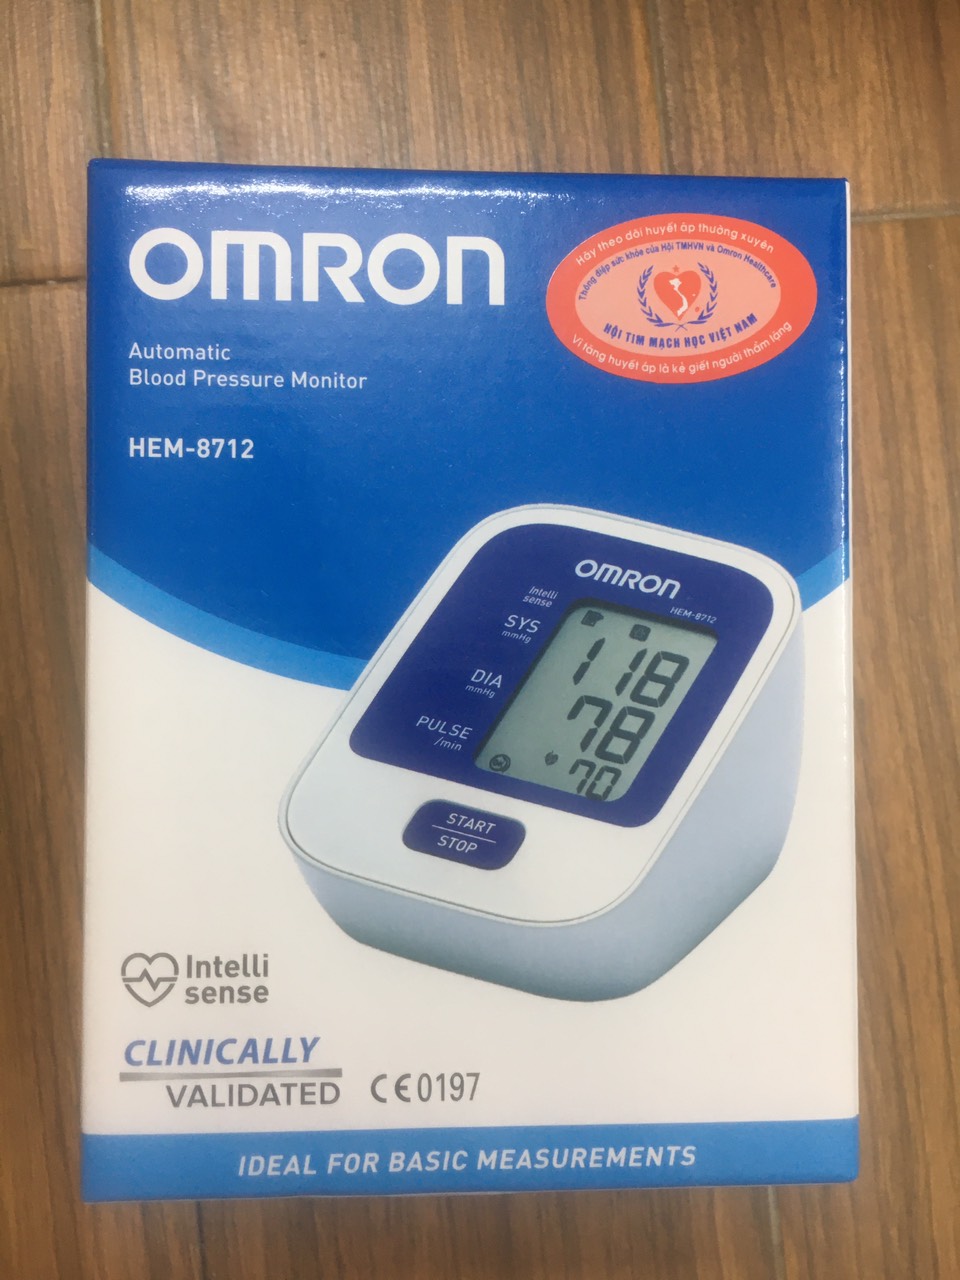 OMRON
Hãy theo dõi huyết áp thường xuyên
Thông điệp sức khỏe của Hội TMHVN và Omron Healthcare
HỘI TIM MẠCH HỌC VIỆT NAM
Vì tăng huyết áp là kẻ giết người thầm lặng
Automatic
Blood Pressure Monitor
HEM-8712
OMRON
HEM-8712
Intelli
sense
SYS
mmHg
118
DIA
mmHg
78
PULSE
/min
70
START
STOP
Intelli
sense
CLINICALLY
VALIDATED
CE0197
IDEAL FOR BASIC MEASUREMENTS